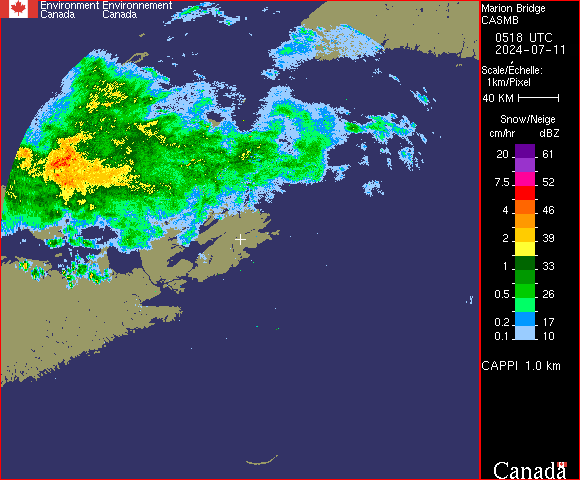 Environment Environnement
Canada Canada
Marion Bridge
CASMB
0518 UTC
2024-07-11
Scale/Echelle:
1km/Pixel
40 KM
Snow/Neige
cm/hr dBZ
20 61
7.5 52
4 46
2 39
1 33
0.5 26
0.2 17
0.1 10
CAPPI 1.0 km
Canada